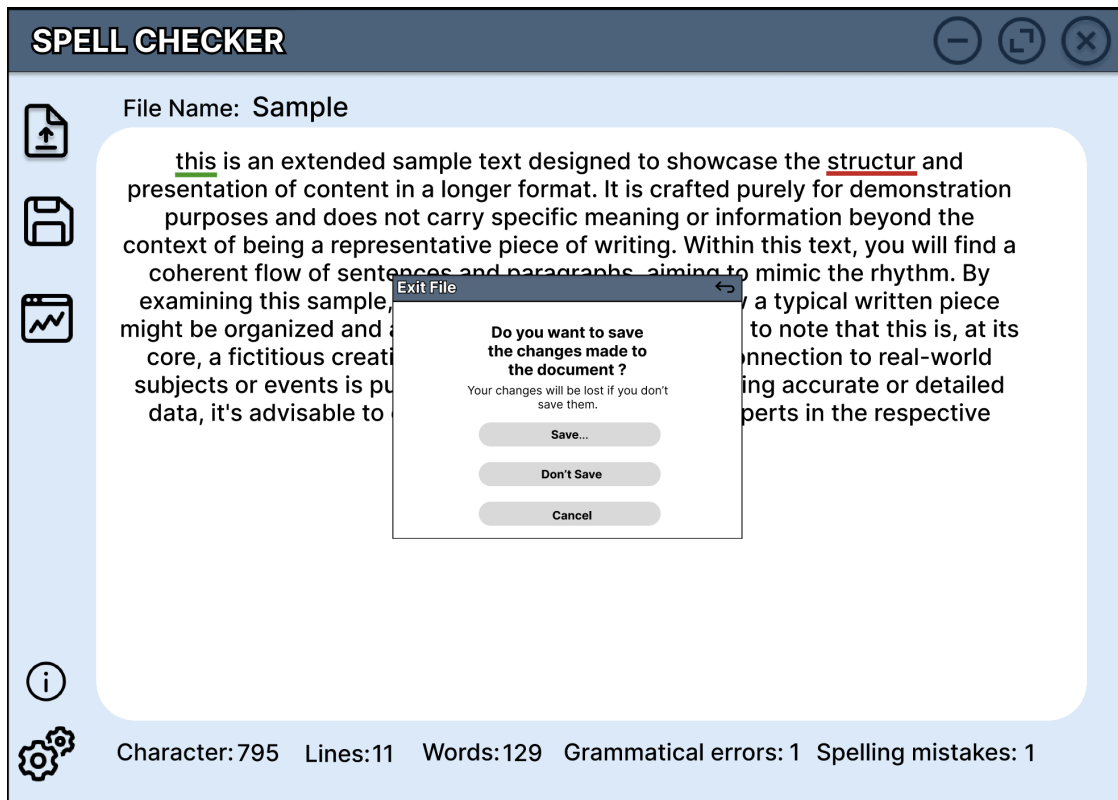 SPELL CHECKER
File Name: Sample
this is an extended sample text designed to showcase the structur and
presentation of content in a longer format. It is crafted purely for demonstration
purposes and does not carry specific meaning or information beyond the
context of being a representative piece of writing. Within this text, you will find a
coherent flow of sentences and paragraphs, aiming to mimic the rhythm. By
examining this sample, a typical written piece
might be organized and to note that this is, at its
core, a fictitious to real-world
subjects or events is accurate or detailed
data, it's advisable to in the respective
Exit File
Do you want to save
the changes made to
the document ?
Your changes will be lost if you don't
save them.
Save...
Don't Save
Cancel
Character: 795 Lines: 11 Words: 129 Grammatical errors: 1 Spelling mistakes: 1